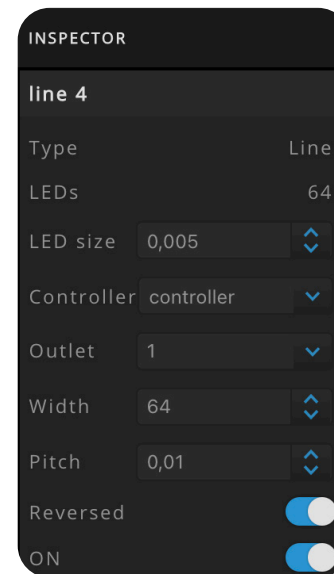 INSPECTOR
line 4
Type Line
LEDs 64
LED size 0,005
Controller controller
Outlet 1
Width 64
Pitch 0,01
Reversed
ON